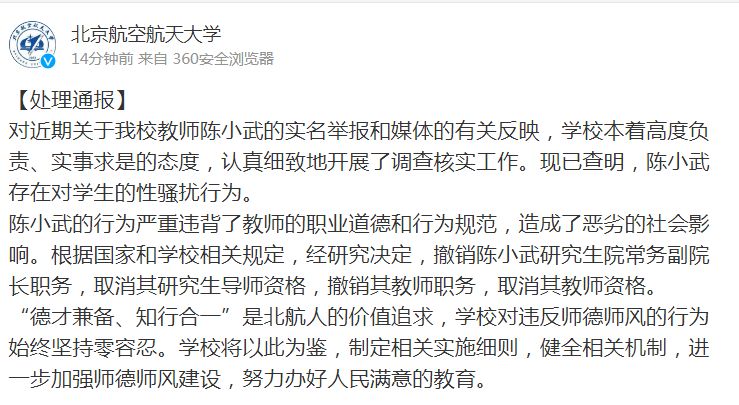 北京航空航天大学
14分钟前 来自 360安全浏览器
【处理通报】
对近期关于我校教师陈小武的实名举报和媒体的有关反映，学校本着高度负
责、实事求是的态度，认真细致地开展了调查核实工作。现已查明，陈小武
存在对学生的性骚扰行为。
陈小武的行为严重违背了教师的职业道德和行为规范，造成了恶劣的社会影
响。根据国家和学校相关规定，经研究决定，撤销陈小武研究生院常务副院
长职务，取消其研究生导师资格，撤销其教师职务，取消其教师资格。
“德才兼备、知行合一”是北航人的价值追求，学校对违反师德师风的行为
始终坚持零容忍。学校将以此为鉴，制定相关实施细则，健全相关机制，进
一步加强师德师风建设，努力办好人民满意的教育。